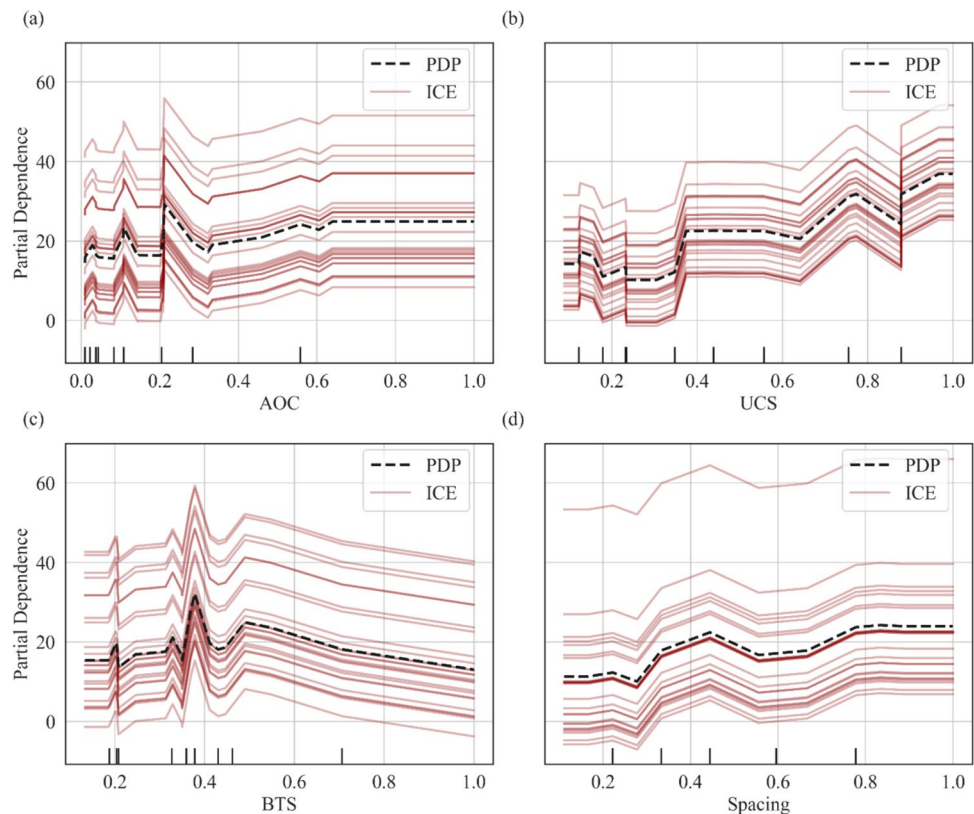 (a)
(b)
PDP
ICE
PDP
ICE
Partial Dependence
60
40
20
0
0.0 0.2 0.4 0.6 0.8 1.0
0.2 0.4 0.6 0.8 1.0
AOC
UCS
(c)
(d)
PDP
ICE
PDP
ICE
Partial Dependence
60
40
20
0
0.2 0.4 0.6 0.8 1.0
0.2 0.4 0.6 0.8 1.0
BTS
Spacing